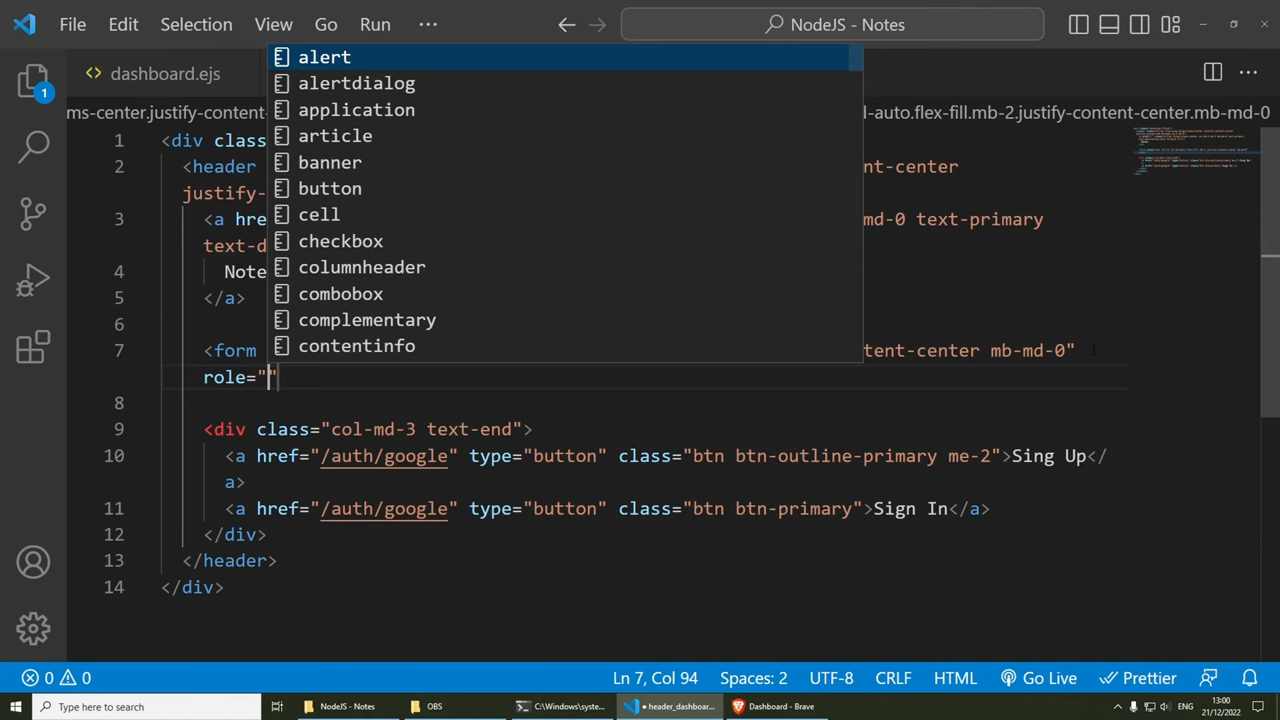 File Edit Selection View Go Run ··· NodeJS - Notes
dashboard.ejs
ms-center.justify-content l-auto.flex-fill.mb-2.justify-content-center.mb-md-0
alert
alertdialog
application
article
banner
button
cell
checkbox
columnheader
combobox
complementary
contentinfo
1 <div class
2 <header nt-center
justify-
3 <a hre md-0 text-primary
text-d
4 Note
5 </a>
6
7 <form tent-center mb-md-0"
role=""
8
9 <div class="col-md-3 text-end">
10 <a href="/auth/google" type="button" class="btn btn-outline-primary me-2">Sing Up</
a>
11 <a href="/auth/google" type="button" class="btn btn-primary">Sign In</a>
12 </div>
13 </header>
14 </div>
1
0 0 Ln 7, Col 94 Spaces: 2 UTF-8 CRLF HTML Go Live Prettier
Type here to search NodeJS - Notes OBS C:\Windows\syste... header_dashboar... Dashboard - Brave ENG 13:00
21/12/2022